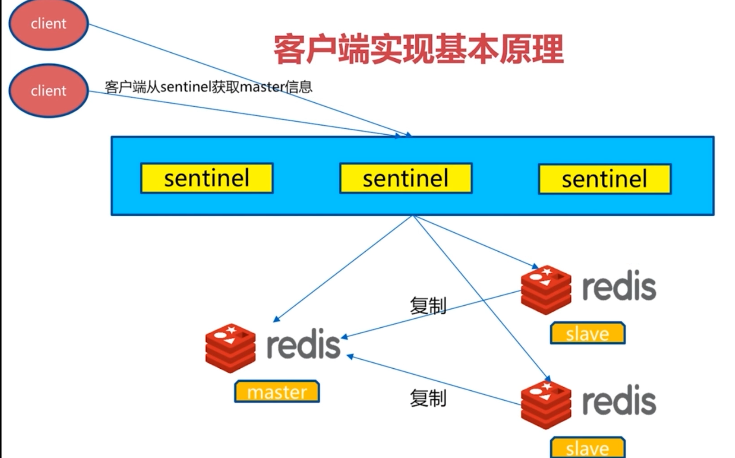 client
客户端实现基本原理
client
客户端从sentinel获取master信息
sentinel
sentinel
sentinel
redis
slave
复制
redis
master
复制
redis
slave